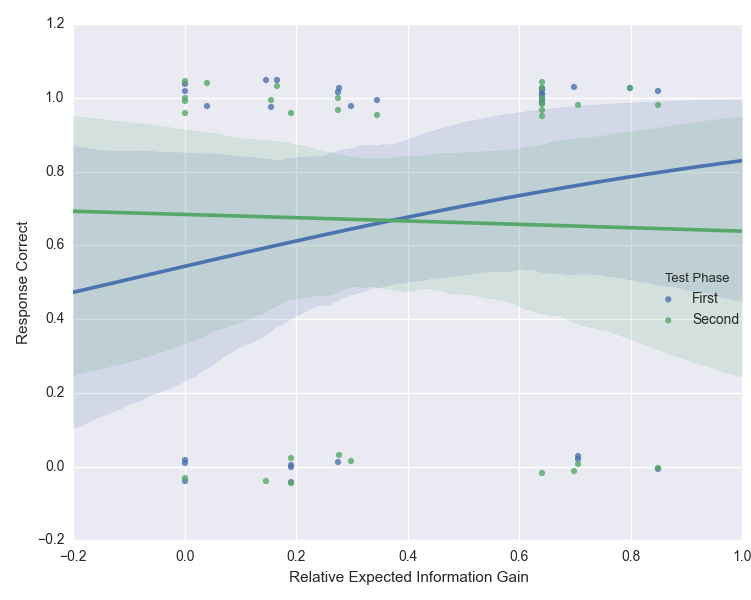 1.2
1.0
0.8
0.6
0.4
0.2
0.0
−0.2
Response Correct
Test Phase
First
Second
−0.2 0.0 0.2 0.4 0.6 0.8 1.0
Relative Expected Information Gain